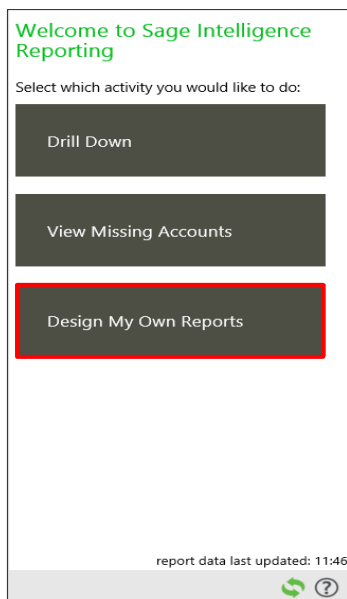 Welcome to Sage Intelligence
Reporting
Select which activity you would like to do:
Drill Down
View Missing Accounts
Design My Own Reports
report data last updated: 11:46
?